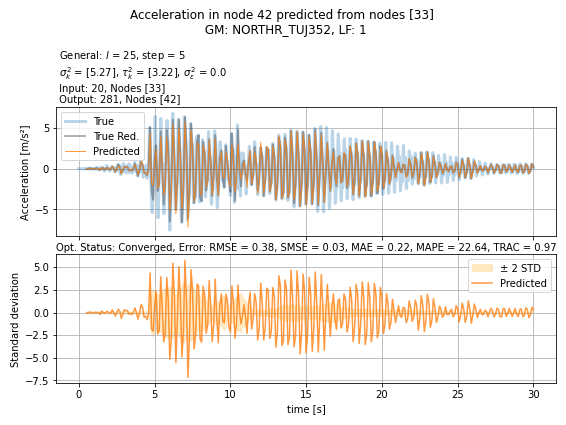 Acceleration in node 42 predicted from nodes [33]
GM: NORTHR_TUJ352, LF: 1
General: l = 25, step = 5
σ²ₖ = [5.27], τ²ₖ = [3.22], σ²ε = 0.0
Input: 20, Nodes [33]
Output: 281, Nodes [42]
True
True Red.
Predicted
Acceleration [m/s²]
5
0
−5
Opt. Status: Converged, Error: RMSE = 0.38, SMSE = 0.03, MAE = 0.22, MAPE = 22.64, TRAC = 0.97
± 2 STD
Predicted
Standard deviation
5.0
2.5
0.0
−2.5
−5.0
−7.5
0 5 10 15 20 25 30
time [s]